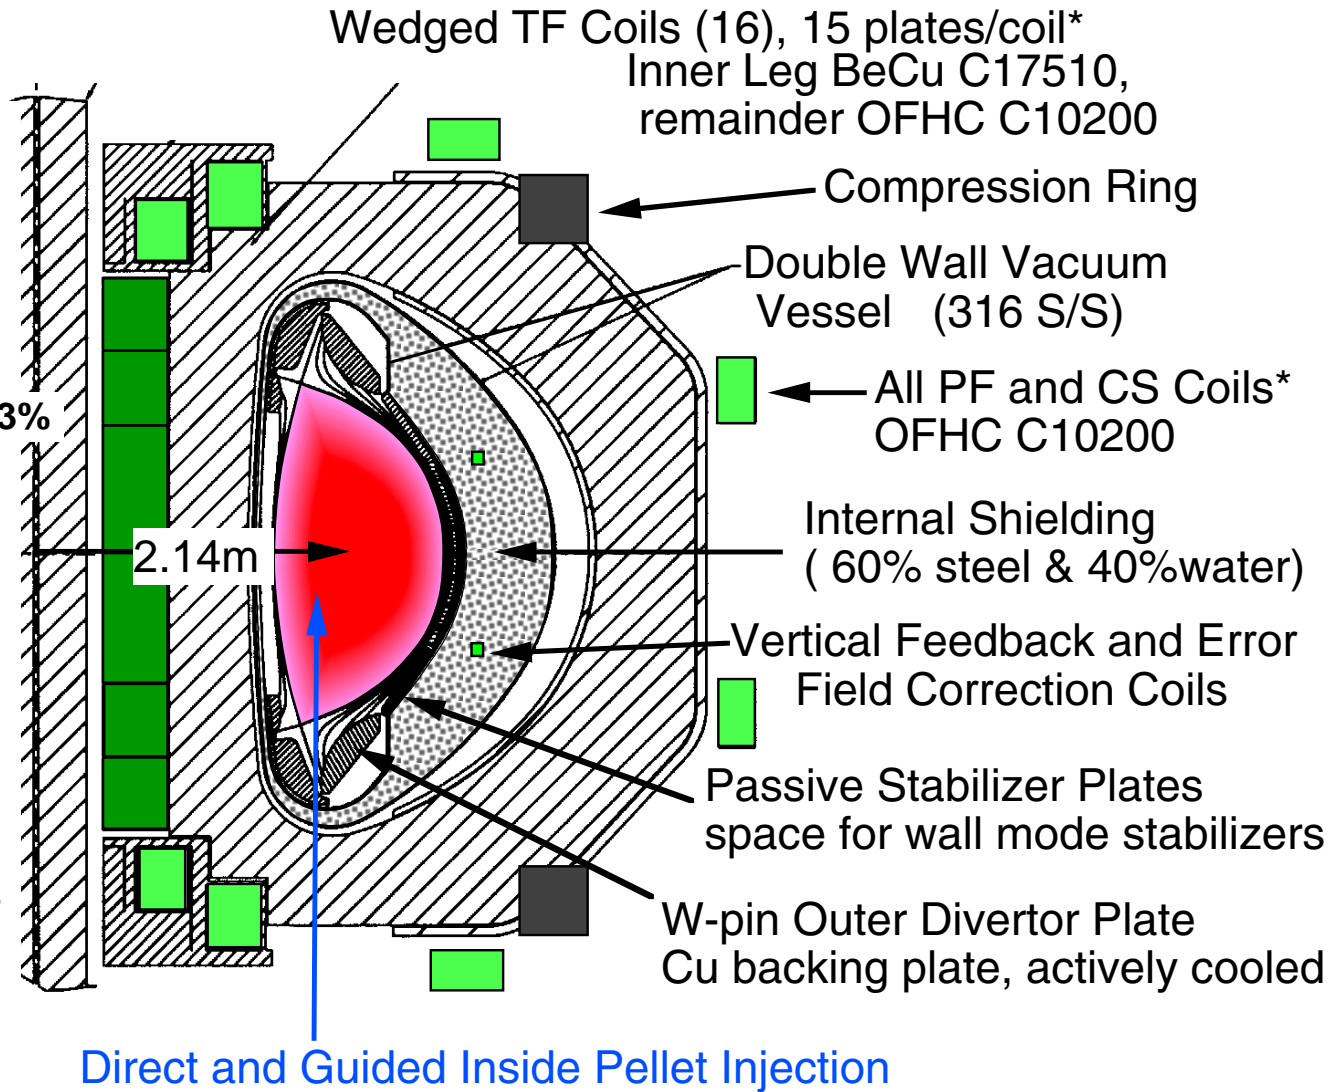 Wedged TF Coils (16), 15 plates/coil*
Inner Leg BeCu C17510,
remainder OFHC C10200
Compression Ring
Double Wall Vacuum
Vessel (316 S/S)
3%
All PF and CS Coils*
OFHC C10200
2.14m
Internal Shielding
( 60% steel & 40%water)
Vertical Feedback and Error
Field Correction Coils
Passive Stabilizer Plates
space for wall mode stabilizers
W-pin Outer Divertor Plate
Cu backing plate, actively cooled
Direct and Guided Inside Pellet Injection